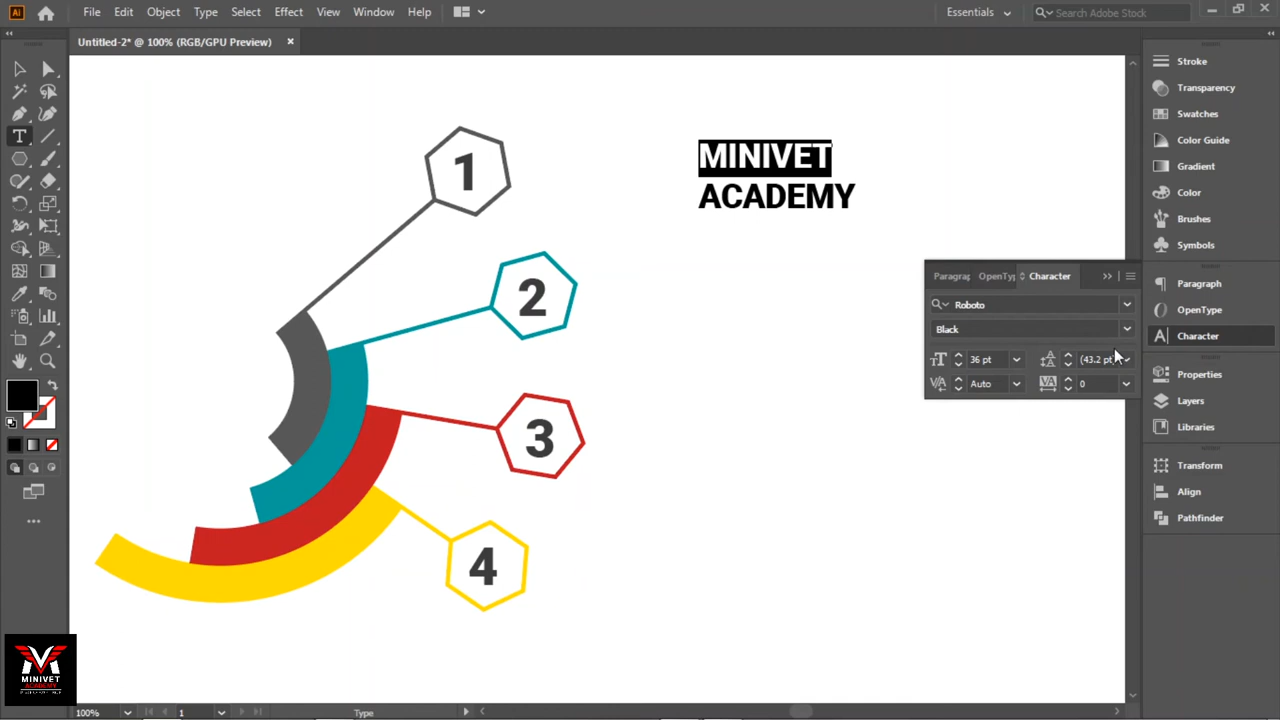 Ai File Edit Object Type Select Effect View Window Help Essentials Search Adobe Stock
Untitled-2* @ 100% (RGB/GPU Preview) ×
T
1
2
3
4
MINIVET
ACADEMY
Paragrap OpenTyp Character
Roboto
Black
36 pt (43.2 pt)
Auto 0
Stroke
Transparency
Swatches
Color Guide
Gradient
Color
Brushes
Symbols
Paragraph
OpenType
Character
Properties
Layers
Libraries
Transform
Align
Pathfinder
MINIVET
ACADEMY
100% 1 Type